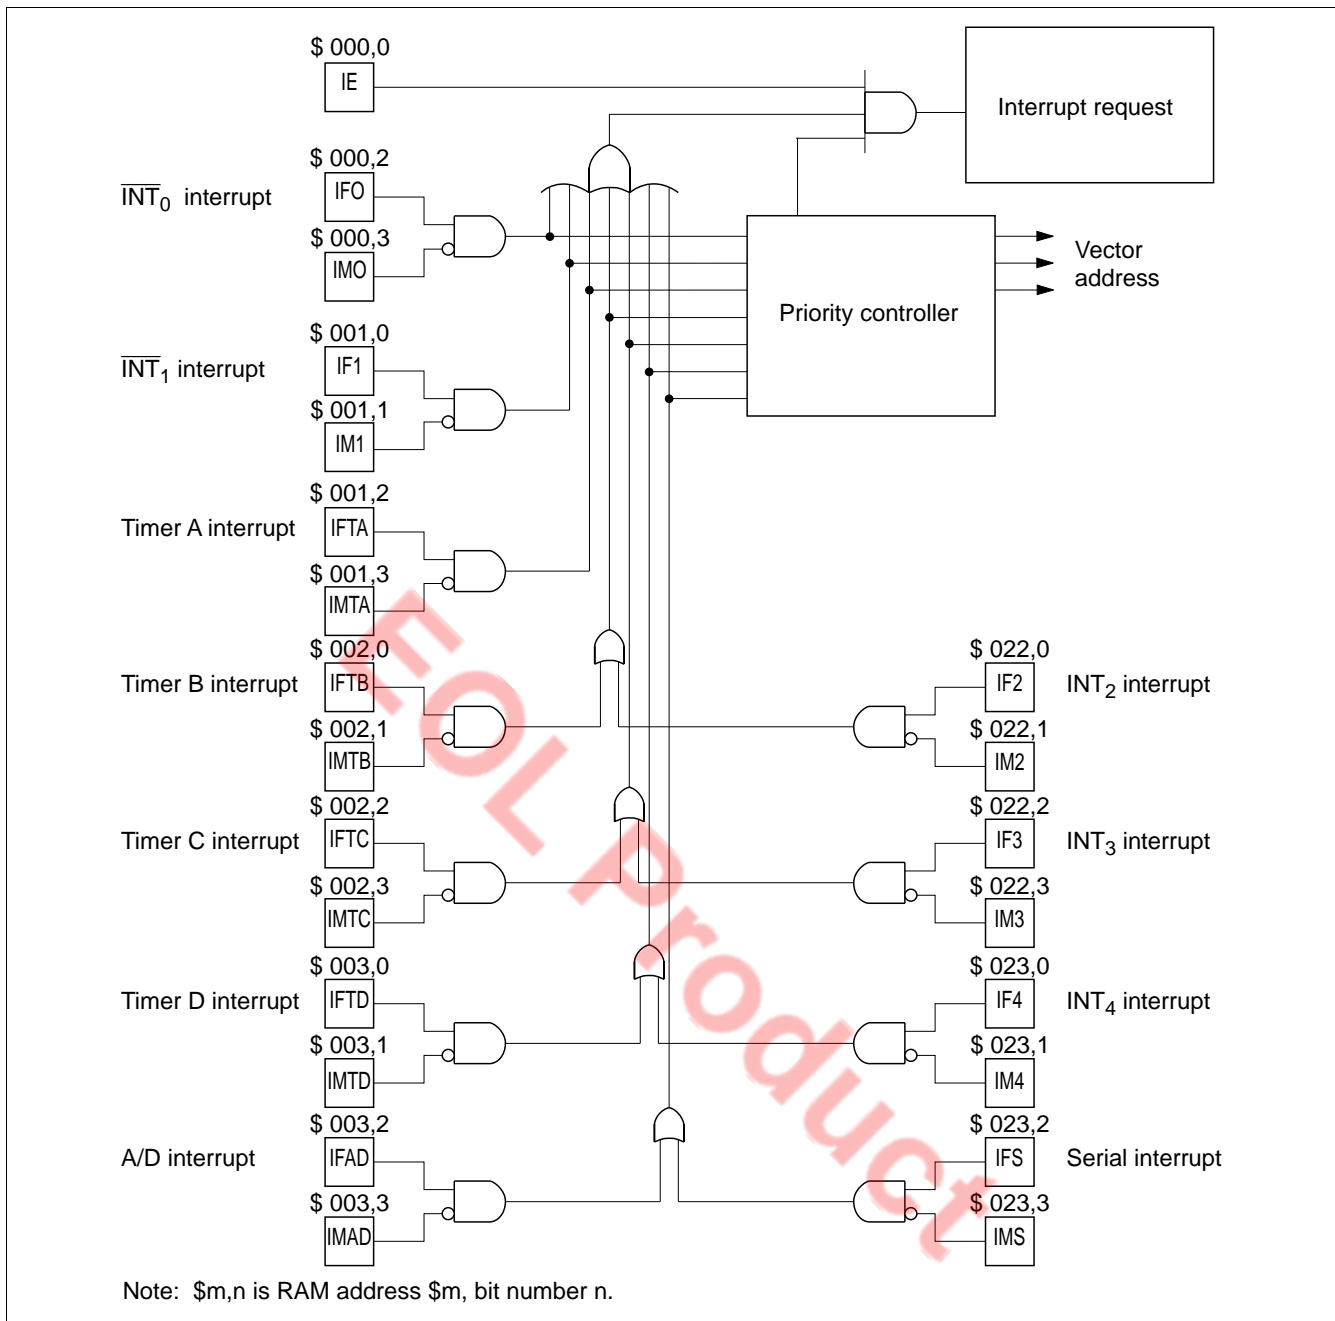 $ 000,0
IE
Interrupt request
$ 000,2
INT0 interrupt
IFO
$ 000,3
IMO
Vector
address
Priority controller
$ 001,0
INT1 interrupt
IF1
$ 001,1
IM1
$ 001,2
Timer A interrupt
IFTA
$ 001,3
IMTA
$ 002,0
Timer B interrupt
IFTB
$ 002,1
IMTB
$ 022,0
IF2
INT2 interrupt
$ 022,1
IM2
$ 002,2
Timer C interrupt
IFTC
$ 002,3
IMTC
$ 022,2
IF3
INT3 interrupt
$ 022,3
IM3
$ 003,0
Timer D interrupt
IFTD
$ 003,1
IMTD
$ 023,0
IF4
INT4 interrupt
$ 023,1
IM4
$ 003,2
A/D interrupt
IFAD
$ 003,3
IMAD
$ 023,2
IFS
Serial interrupt
$ 023,3
IMS
EOL Product
Note: $m,n is RAM address $m, bit number n.